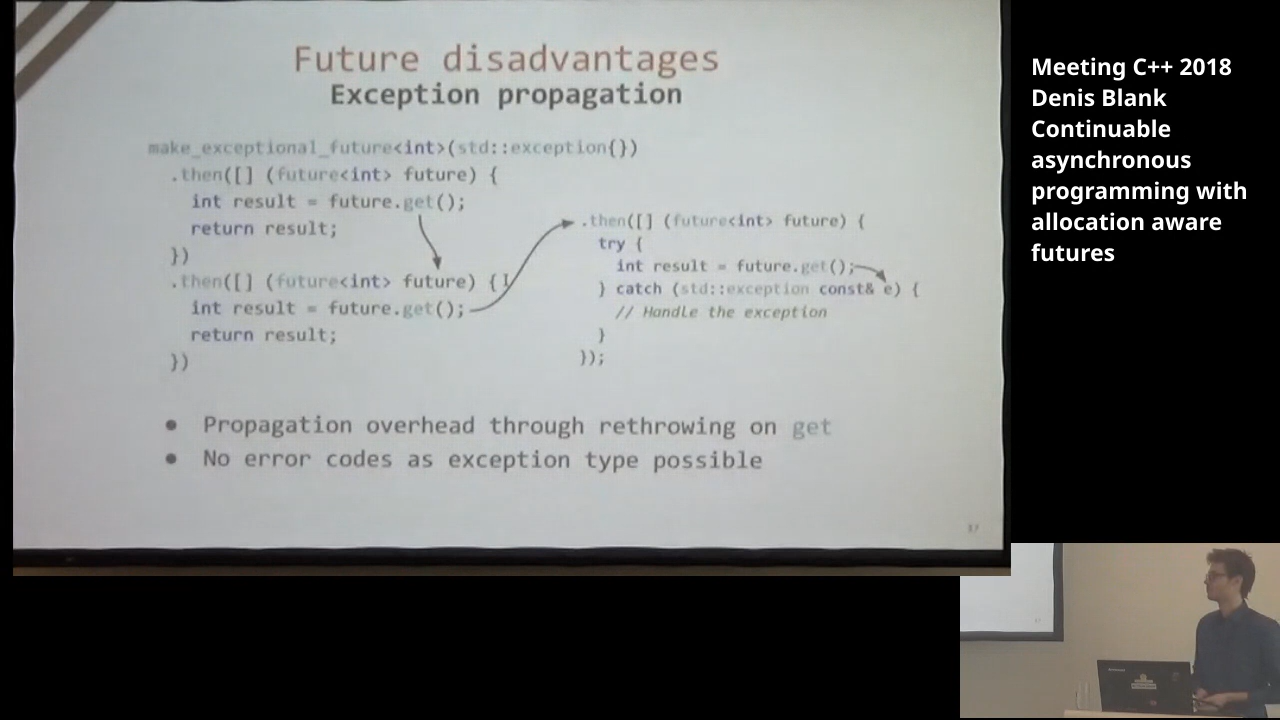 Future disadvantages
Exception propagation
make_exceptional_future<int>(std::exception{})
.then([] (future<int> future) {
int result = future.get();
return result;
})
.then([] (future<int> future) {
int result = future.get();
return result;
})
.then([] (future<int> future) {
try {
int result = future.get();
} catch (std::exception const& e) {
// Handle the exception
}
});
● Propagation overhead through rethrowing on get
● No error codes as exception type possible
Meeting C++ 2018
Denis Blank
Continuable
asynchronous
programming with
allocation aware
futures